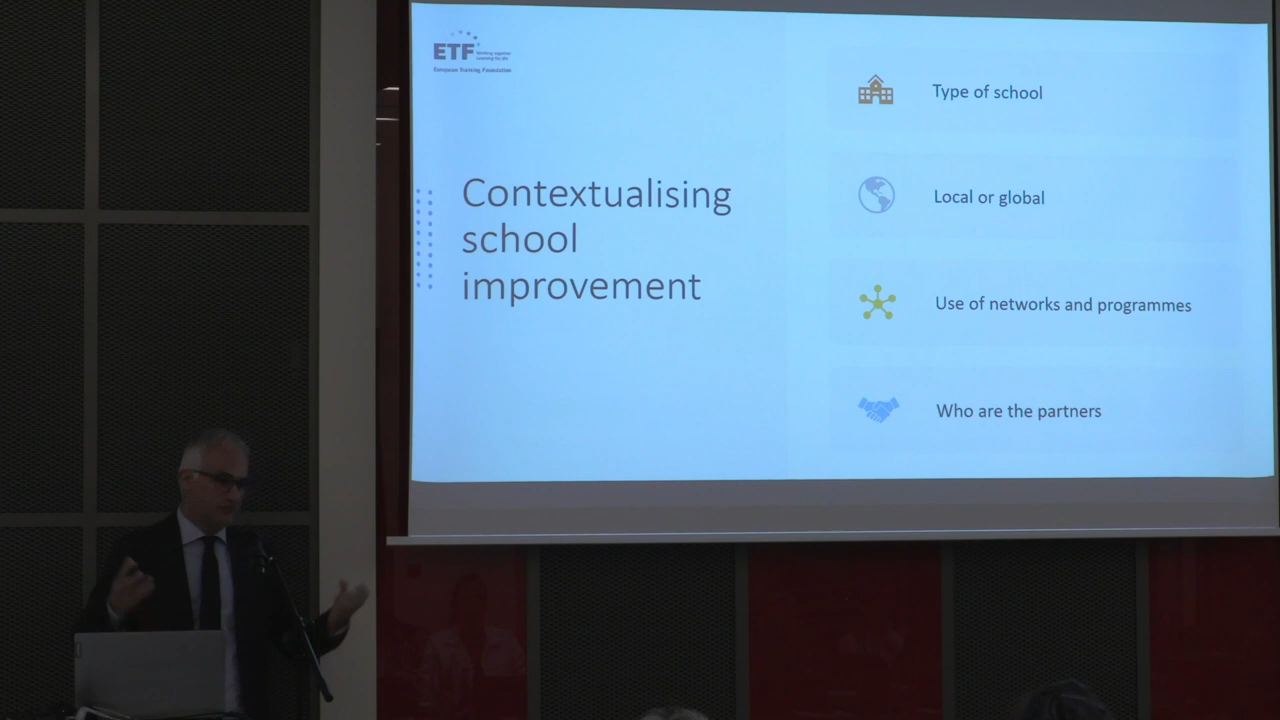 ETF
Working together
Learning for life
European Training Foundation
Contextualising
school
improvement
Type of school
Local or global
Use of networks and programmes
Who are the partners